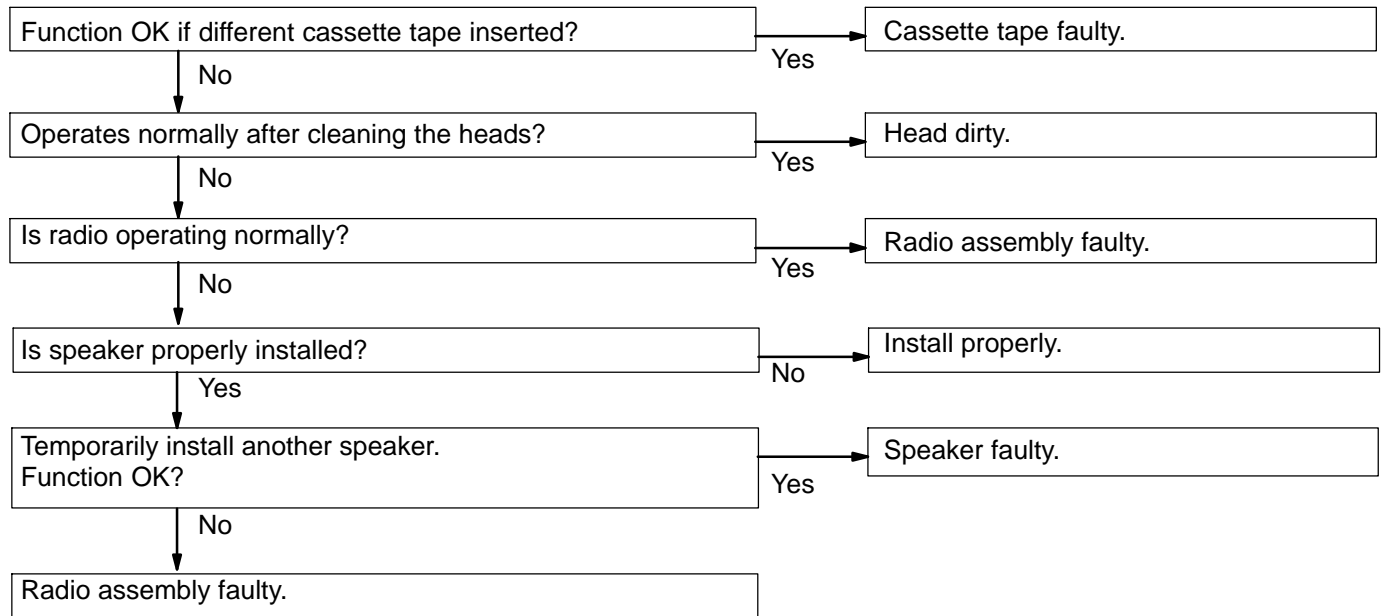 Function OK if different cassette tape inserted?
Yes
Cassette tape faulty.
No
Operates normally after cleaning the heads?
Yes
Head dirty.
No
Is radio operating normally?
Yes
Radio assembly faulty.
No
Is speaker properly installed?
No
Install properly.
Yes
Temporarily install another speaker.
Function OK?
Yes
Speaker faulty.
No
Radio assembly faulty.